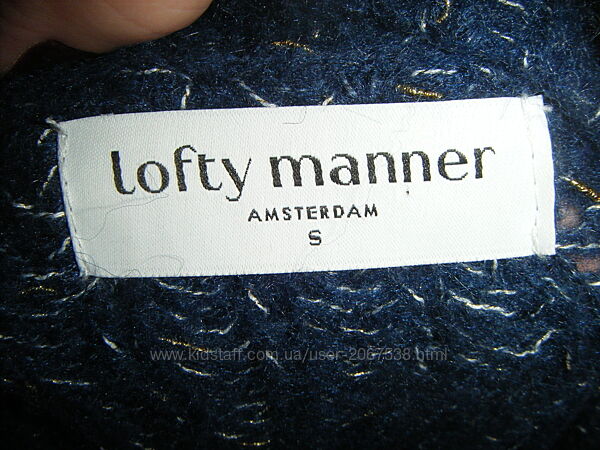 lofty manner
AMSTERDAM
S
www.kidstaff.com.ua/user-2067538.html